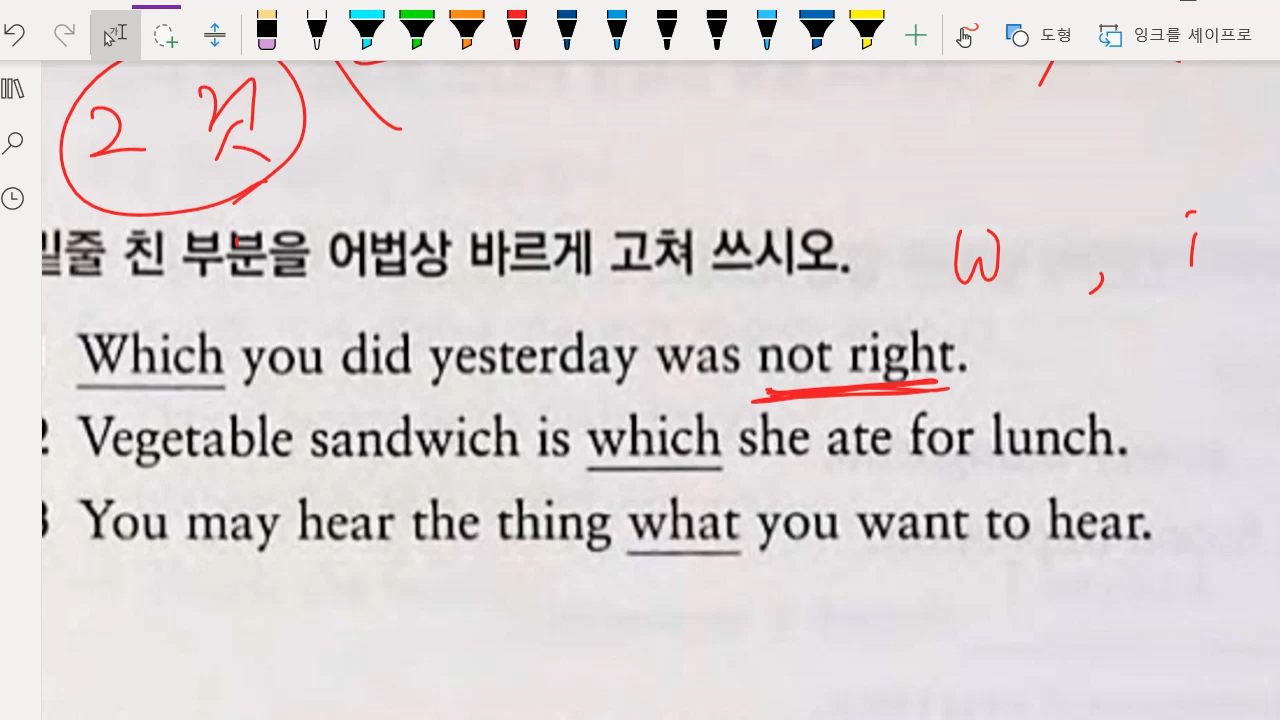 도형 잉크를 셰이프로
2 것
밑줄 친 부분을 어법상 바르게 고쳐 쓰시오.
W , i
Which you did yesterday was not right.
2 Vegetable sandwich is which she ate for lunch.
3 You may hear the thing what you want to hear.